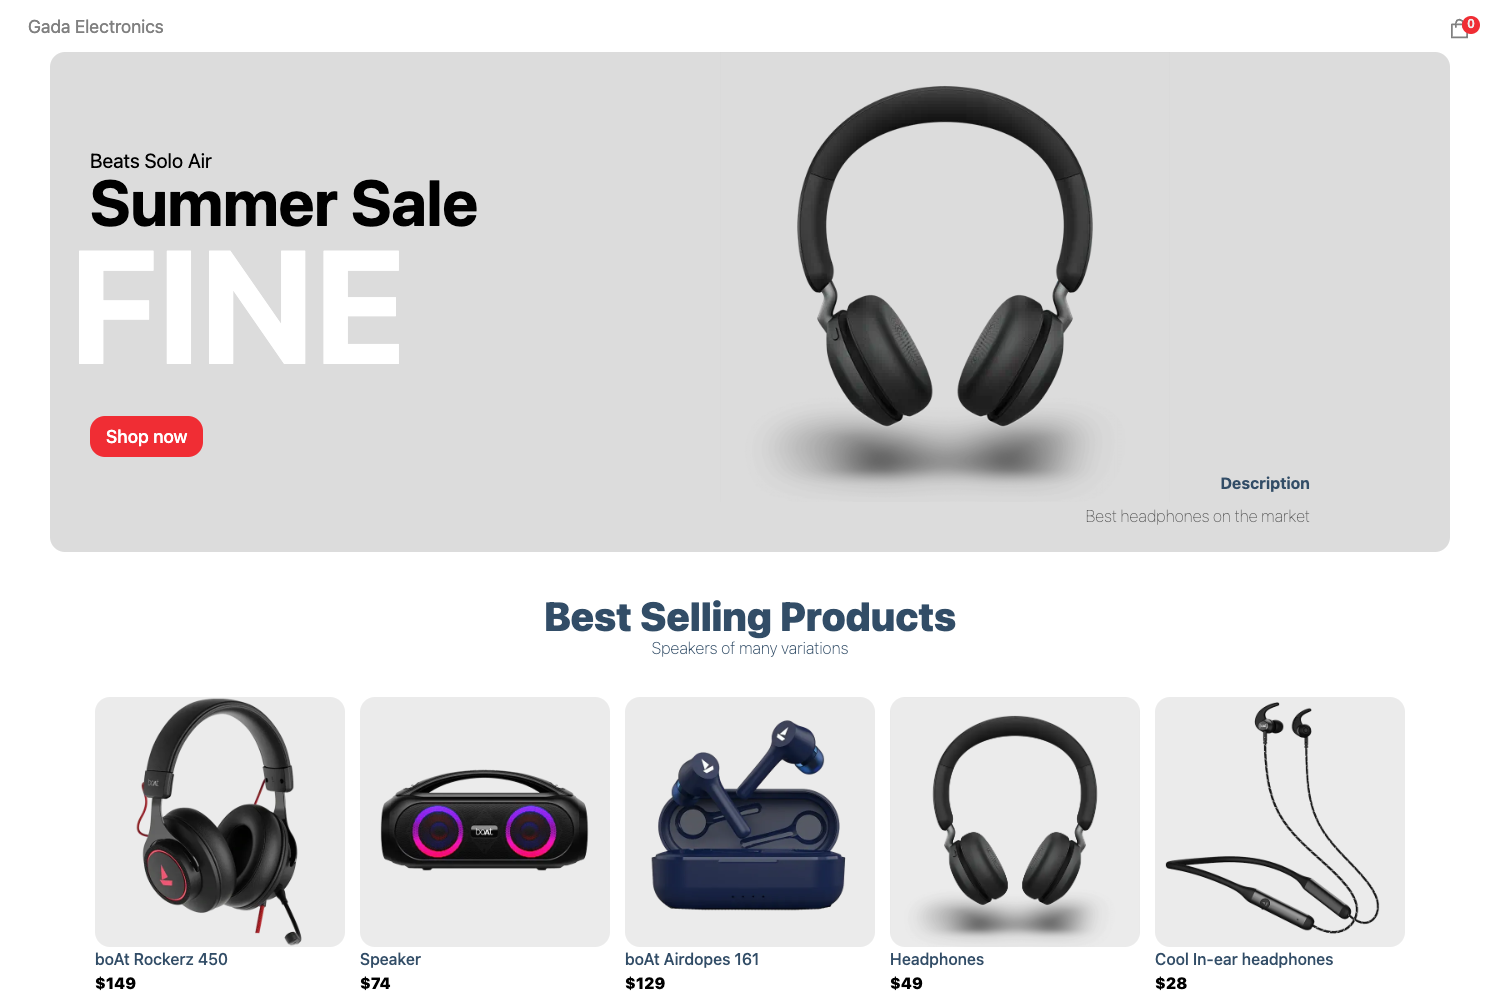 Gada Electronics
0
Beats Solo Air
Summer Sale
FINE
Shop now
Description
Best headphones on the market
Best Selling Products
Speakers of many variations
boAt
boAt
boAt Rockerz 450
$149
Speaker
$74
boAt Airdopes 161
$129
Headphones
$49
Cool In-ear headphones
$28